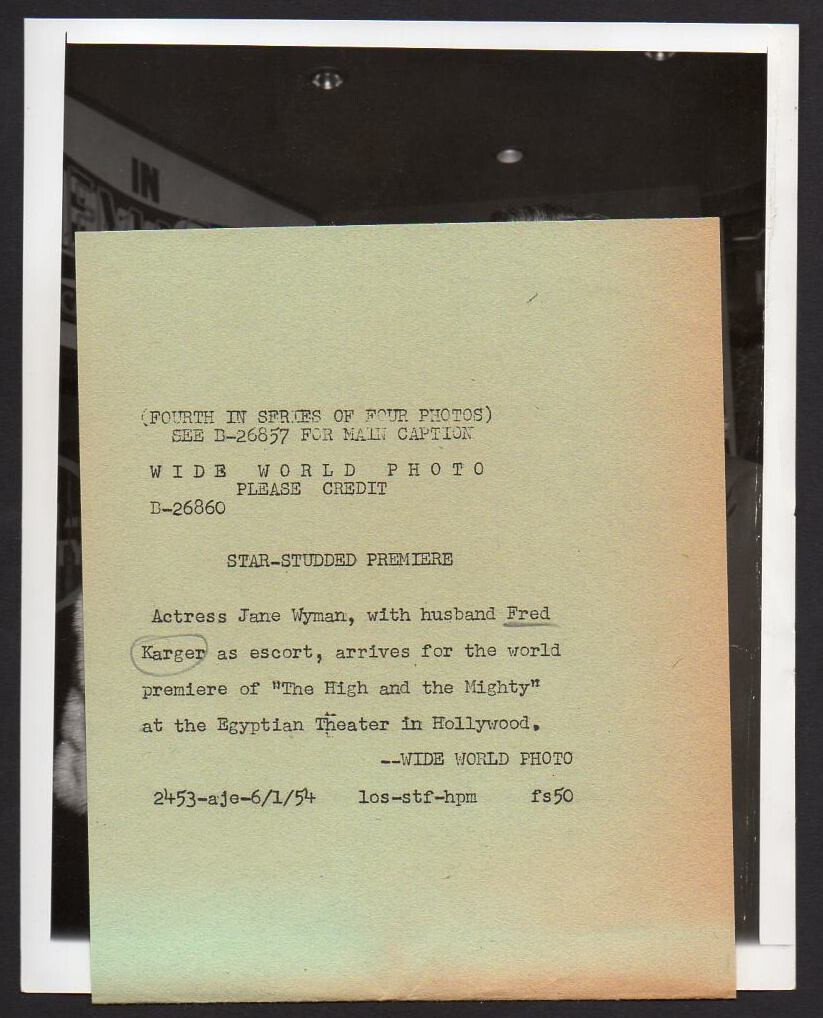 IN
(FOURTH IN SERIES OF FOUR PHOTOS)
SEE B-26857 FOR MAIN CAPTION
WIDE WORLD PHOTO
PLEASE CREDIT
B-26860
STAR-STUDDED PREMIERE
Actress Jane Wyman, with husband Fred
Karger as escort, arrives for the world
premiere of "The High and the Mighty"
at the Egyptian Theater in Hollywood.
--WIDE WORLD PHOTO
2453-aje-6/1/54 los-stf-hpm fs50